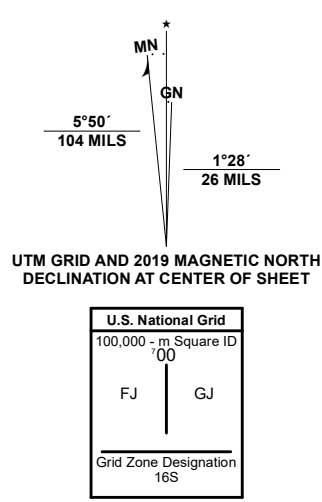 MN
GN
5°50´
104 MILS
1°28´
26 MILS
UTM GRID AND 2019 MAGNETIC NORTH
DECLINATION AT CENTER OF SHEET
U.S. National Grid
100,000 - m Square ID
⁷00
FJ GJ
Grid Zone Designation
16S